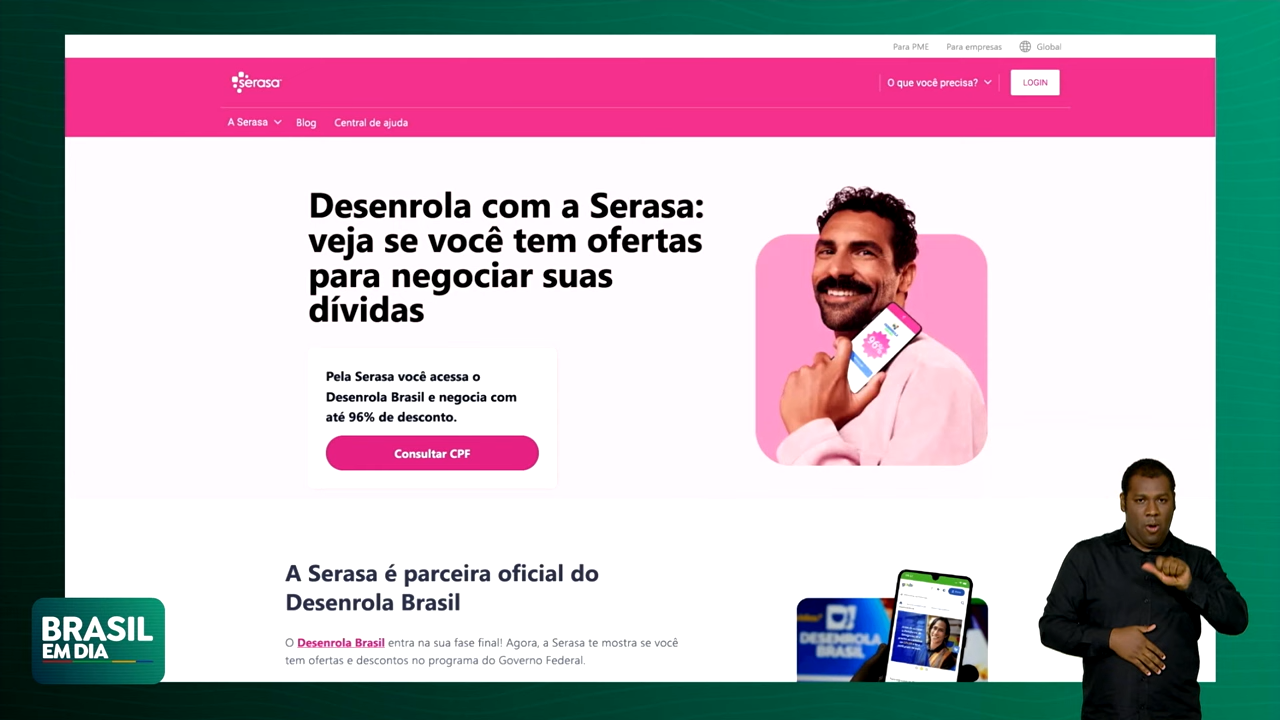 Para PME Para empresas Global
serasa
O que você precisa? LOGIN
A Serasa Blog Central de ajuda
Desenrola com a Serasa:
veja se você tem ofertas
para negociar suas
dívidas
96%
Pela Serasa você acessa o
Desenrola Brasil e negocia com
até 96% de desconto.
Consultar CPF
A Serasa é parceira oficial do
Desenrola Brasil
O Desenrola Brasil entra na sua fase final! Agora, a Serasa te mostra se você
tem ofertas e descontos no programa do Governo Federal.
DESENROLA
BRASIL
BRASIL
EM DIA